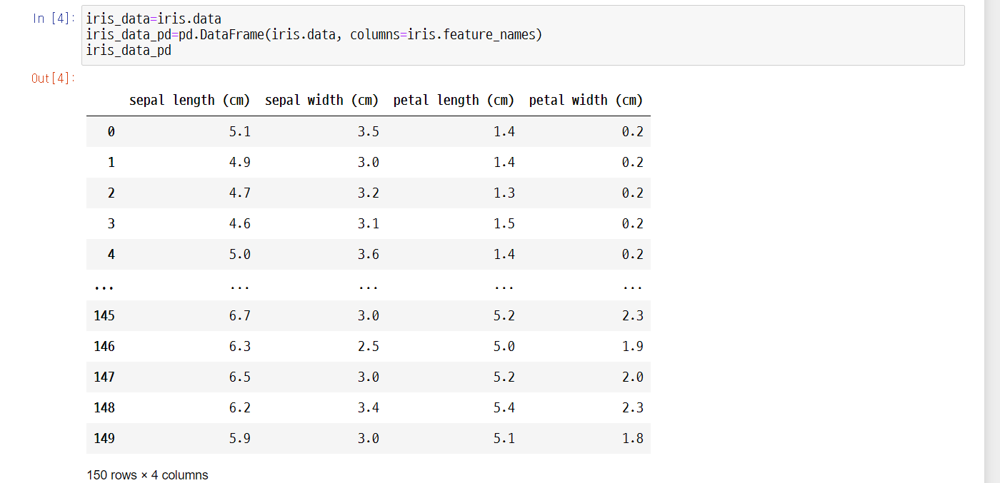 In [4]: iris_data=iris.data
iris_data_pd=pd.DataFrame(iris.data, columns=iris.feature_names)
iris_data_pd
Out[4]:
sepal length (cm) sepal width (cm) petal length (cm) petal width (cm)
0 5.1 3.5 1.4 0.2
1 4.9 3.0 1.4 0.2
2 4.7 3.2 1.3 0.2
3 4.6 3.1 1.5 0.2
4 5.0 3.6 1.4 0.2
... ... ... ... ...
145 6.7 3.0 5.2 2.3
146 6.3 2.5 5.0 1.9
147 6.5 3.0 5.2 2.0
148 6.2 3.4 5.4 2.3
149 5.9 3.0 5.1 1.8
150 rows × 4 columns